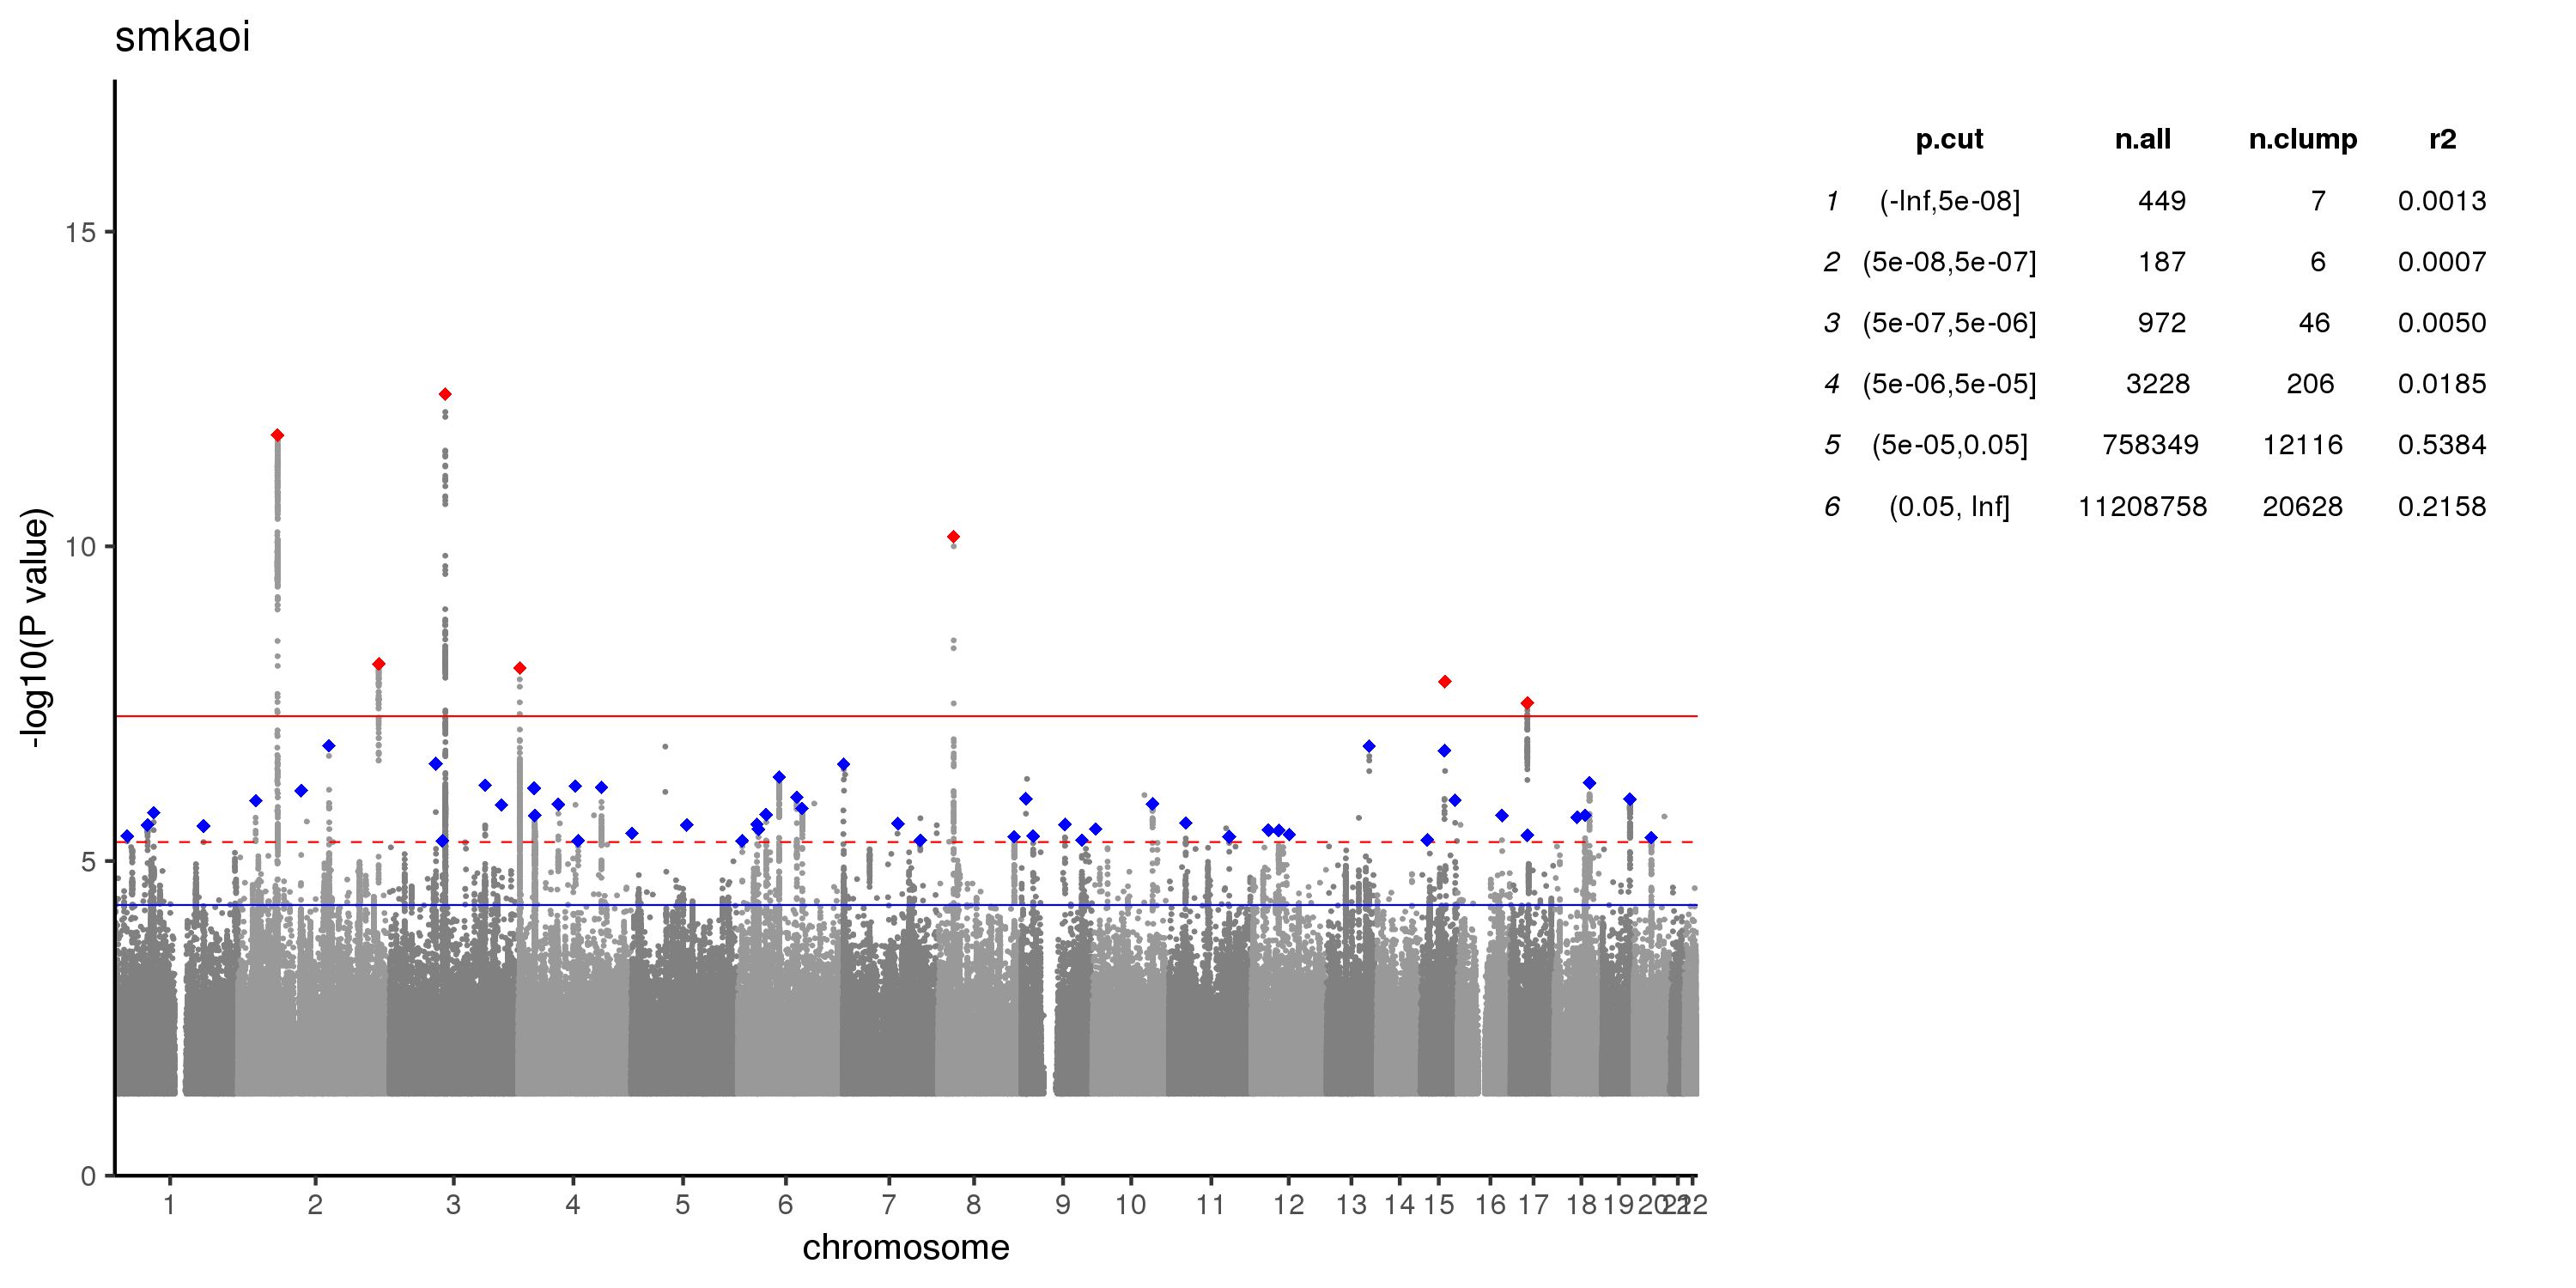 smkaoi
-log10(P value)
15
10
5
0
1 2 3 4 5 6 7 8 9 10 11 12 13 14 15 16 17 18 19 20 21 22
chromosome
p.cut n.all n.clump r2
1 (-Inf,5e-08] 449 7 0.0013
2 (5e-08,5e-07] 187 6 0.0007
3 (5e-07,5e-06] 972 46 0.0050
4 (5e-06,5e-05] 3228 206 0.0185
5 (5e-05,0.05] 758349 12116 0.5384
6 (0.05, Inf] 11208758 20628 0.2158